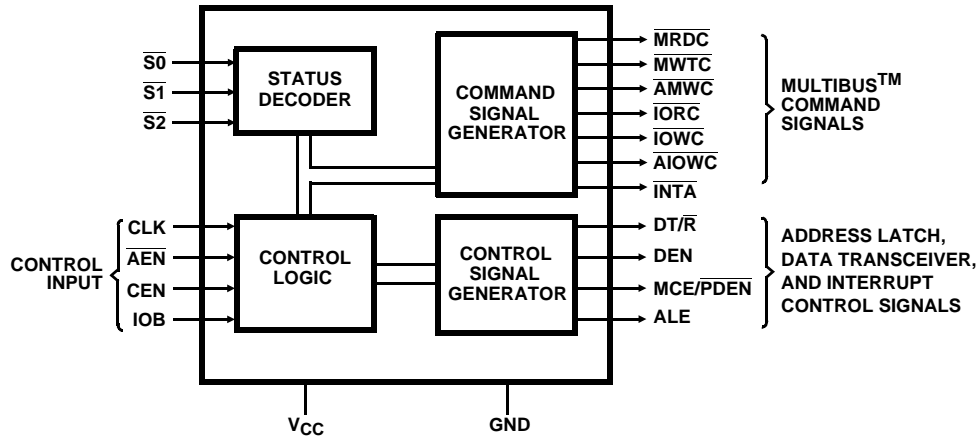 S0
S1
S2
STATUS
DECODER
COMMAND
SIGNAL
GENERATOR
MRDC
MWTC
AMWC
IORC
IOWC
AIOWC
INTA
MULTIBUS™
COMMAND
SIGNALS
CONTROL
INPUT
CLK
AEN
CEN
IOB
CONTROL
LOGIC
CONTROL
SIGNAL
GENERATOR
DT/R
DEN
MCE/PDEN
ALE
ADDRESS LATCH,
DATA TRANSCEIVER,
AND INTERRUPT
CONTROL SIGNALS
VCC
GND